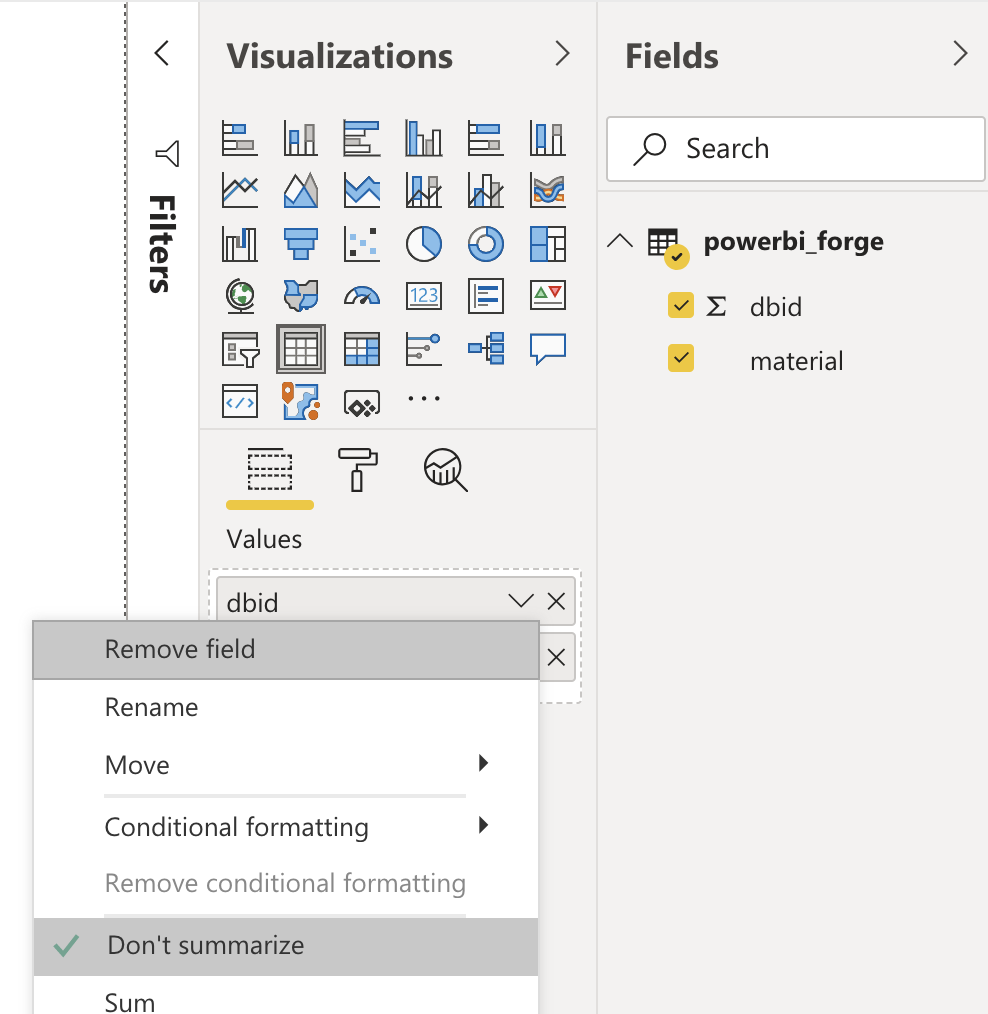 Visualizations
Fields
Filters
Search
powerbi_forge
Σ dbid
material
123
</>
Values
dbid
Remove field
Rename
Move
Conditional formatting
Remove conditional formatting
Don't summarize
Sum